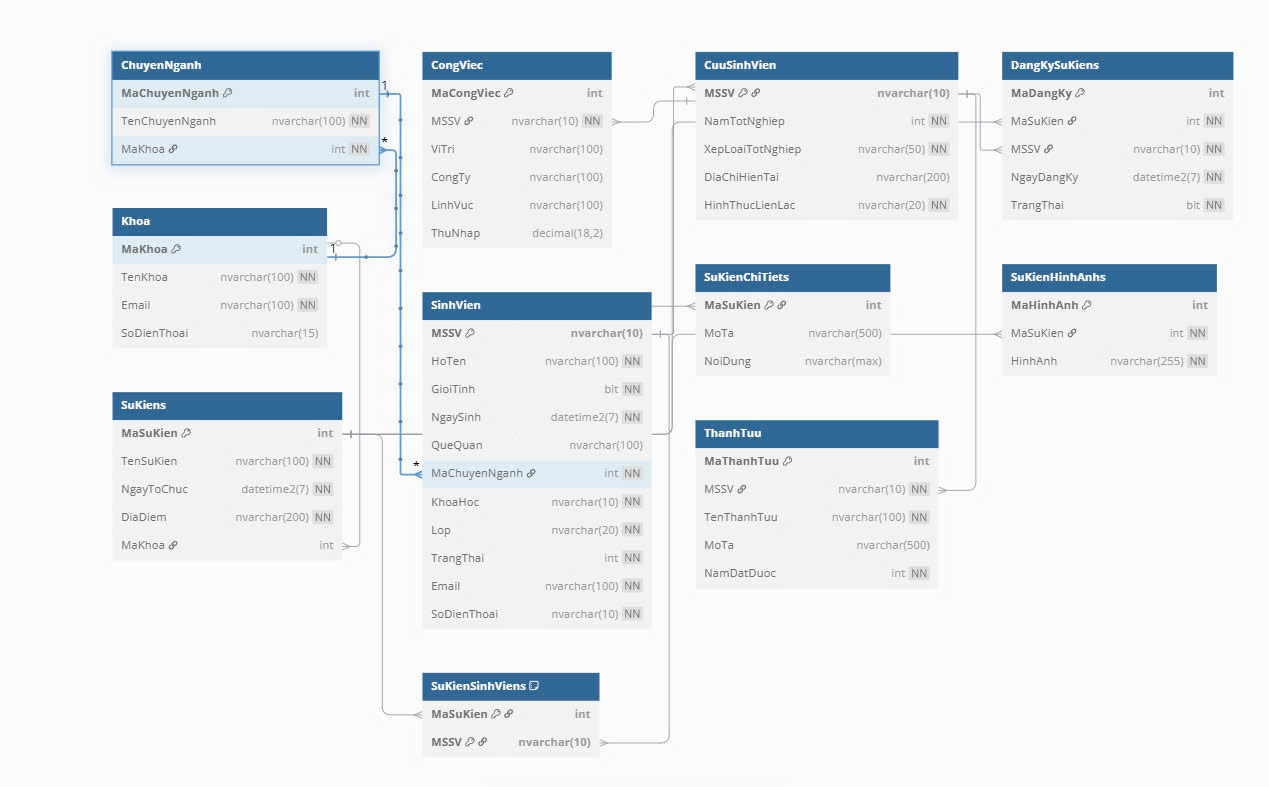 ChuyenNganh
MaChuyenNganh int
TenChuyenNganh nvarchar(100) NN
MaKhoa int NN
1
*
Khoa
MaKhoa int
TenKhoa nvarchar(100) NN
Email nvarchar(100) NN
SoDienThoai nvarchar(15)
1
SuKiens
MaSuKien int
TenSuKien nvarchar(100) NN
NgayToChuc datetime2(7) NN
DiaDiem nvarchar(200) NN
MaKhoa int
CongViec
MaCongViec int
MSSV nvarchar(10) NN
ViTri nvarchar(100)
CongTy nvarchar(100)
LinhVuc nvarchar(100)
ThuNhap decimal(18,2)
SinhVien
MSSV nvarchar(10)
HoTen nvarchar(100) NN
GioiTinh bit NN
NgaySinh datetime2(7) NN
QueQuan nvarchar(100)
*
MaChuyenNganh int NN
KhoaHoc nvarchar(10) NN
Lop nvarchar(20) NN
TrangThai int NN
Email nvarchar(100) NN
SoDienThoai nvarchar(10) NN
SuKienSinhViens
MaSuKien int
MSSV nvarchar(10)
CuuSinhVien
MSSV nvarchar(10)
NamTotNghiep int NN
XepLoaiTotNghiep nvarchar(50) NN
DiaChiHienTai nvarchar(200)
HinhThucLienLac nvarchar(20) NN
SuKienChiTiets
MaSuKien int
MoTa nvarchar(500)
NoiDung nvarchar(max)
ThanhTuu
MaThanhTuu int
MSSV nvarchar(10) NN
TenThanhTuu nvarchar(100) NN
MoTa nvarchar(500)
NamDatDuoc int NN
DangKySuKiens
MaDangKy int
MaSuKien int NN
MSSV nvarchar(10) NN
NgayDangKy datetime2(7) NN
TrangThai bit NN
SuKienHinhAnhs
MaHinhAnh int
MaSuKien int NN
HinhAnh nvarchar(255) NN